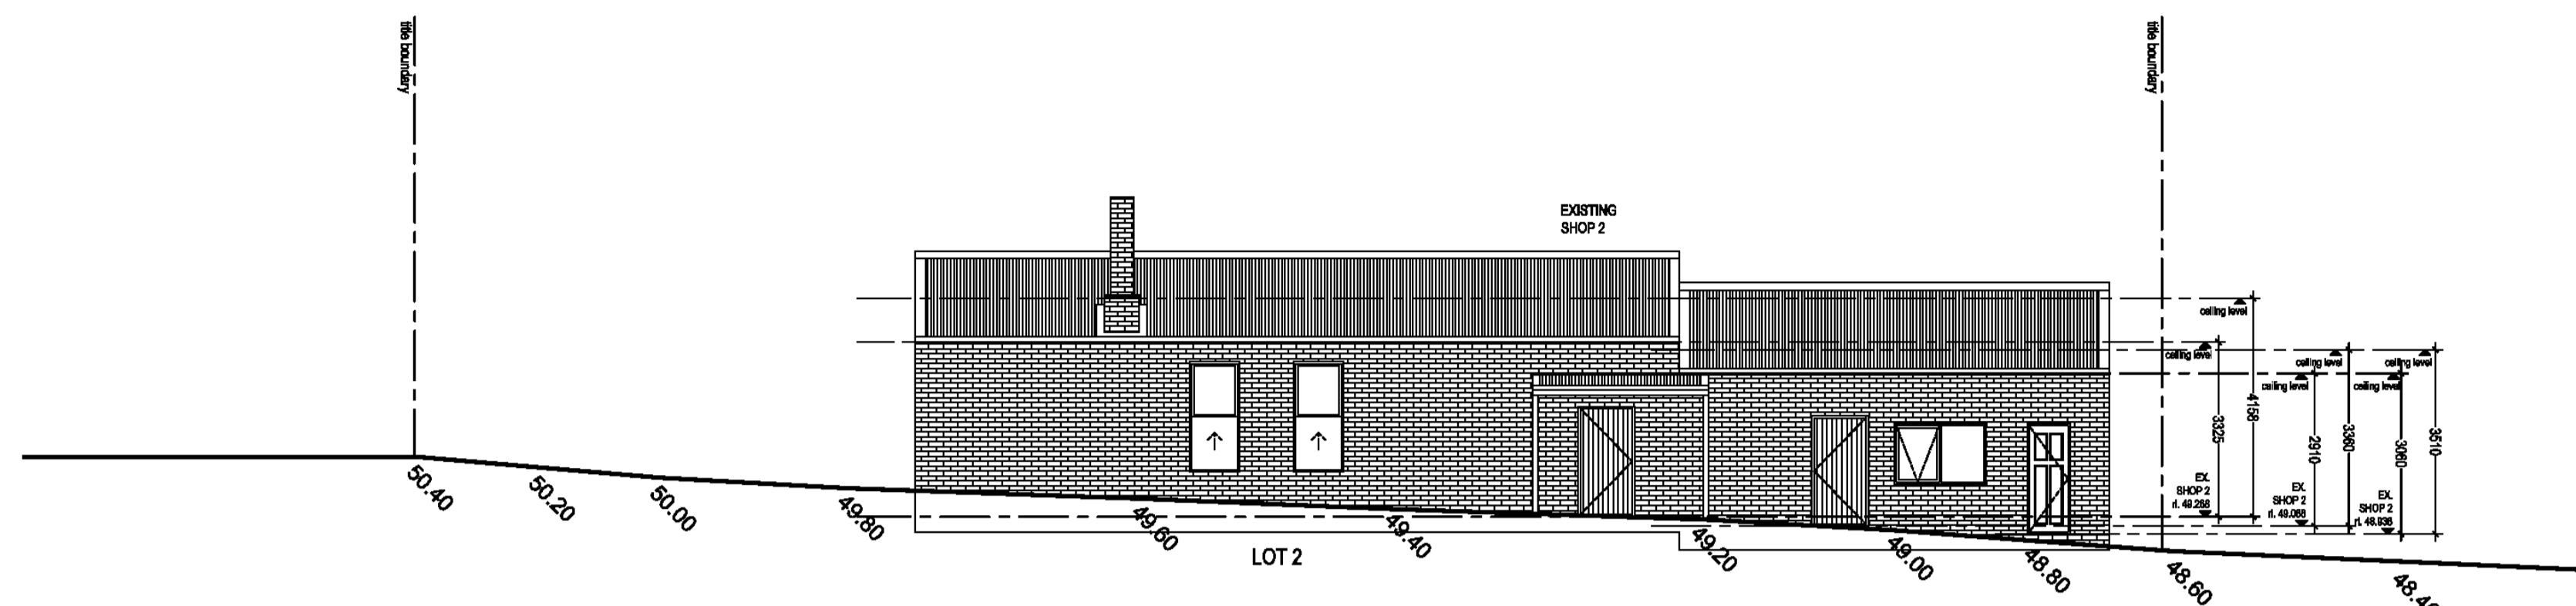 title boundary
title boundary
EXISTING
SHOP 2
ceiling level
ceiling level
ceiling level
ceiling level
ceiling level
ceiling level
4158
3325
2910
3360
3060
3510
EX.
SHOP 2
rl. 49.268
EX.
SHOP 2
rl. 49.068
EX.
SHOP 2
rl. 48.936
50.40
50.20
50.00
49.80
49.60
49.40
49.20
49.00
48.80
48.60
LOT 2